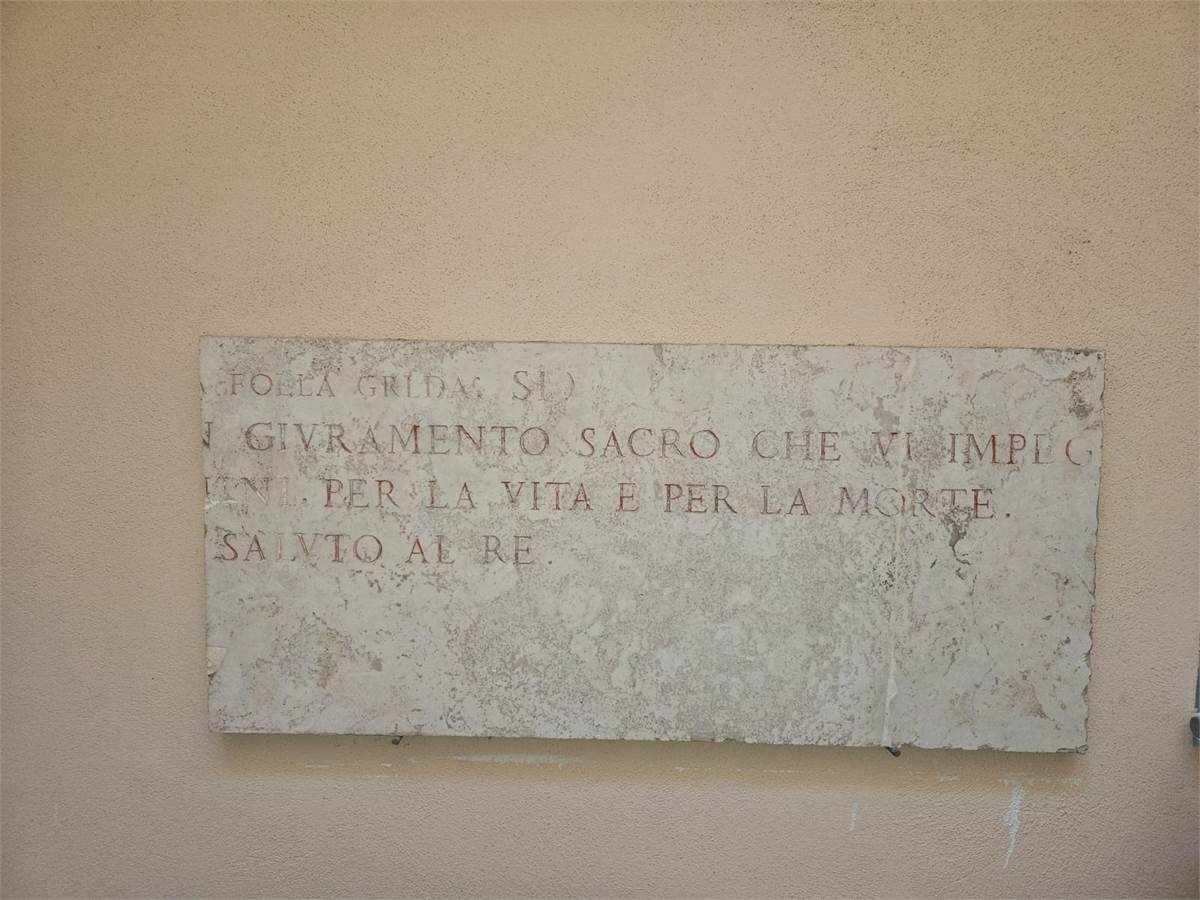 FOLLA GRIDA: SI)
GIVRAMENTO SACRO CHE VI IMPEG
PER LA VITA E PER LA MORTE.
SALVTO AL RE.